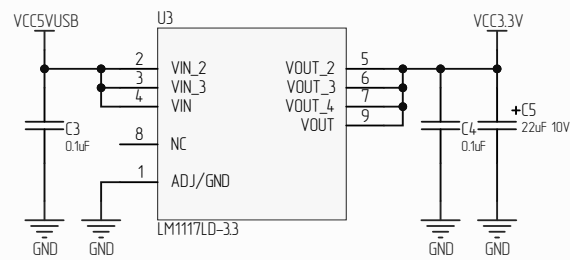 VCC5VUSB
U3
VCC3.3V
2 VIN_2 VOUT_2 5
3 VIN_3 VOUT_3 6
4 VIN VOUT_4 7
VOUT 9
C3
0.1uF
8 NC
C4
0.1uF
+C5
22uF 10V
1 ADJ/GND
LM1117LD-3.3
GND GND GND GND